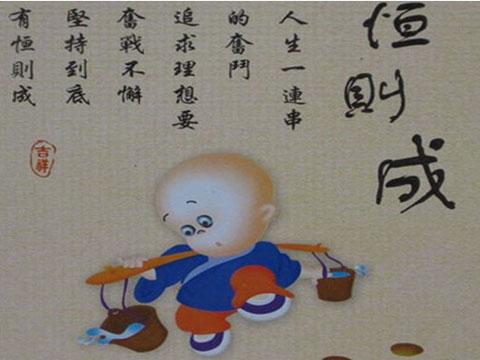 恒則成
人生一連串
的奮鬥
追求理想要
奮戰不懈
堅持到底
有恒則成
吉祥